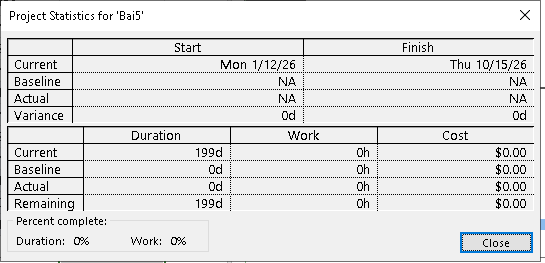 Project Statistics for 'Bai5'
Start Finish
Current Mon 1/12/26 Thu 10/15/26
Baseline NA NA
Actual NA NA
Variance 0d 0d
Duration Work Cost
Current 199d 0h $0.00
Baseline 0d 0h $0.00
Actual 0d 0h $0.00
Remaining 199d 0h $0.00
Percent complete:
Duration: 0% Work: 0%
Close